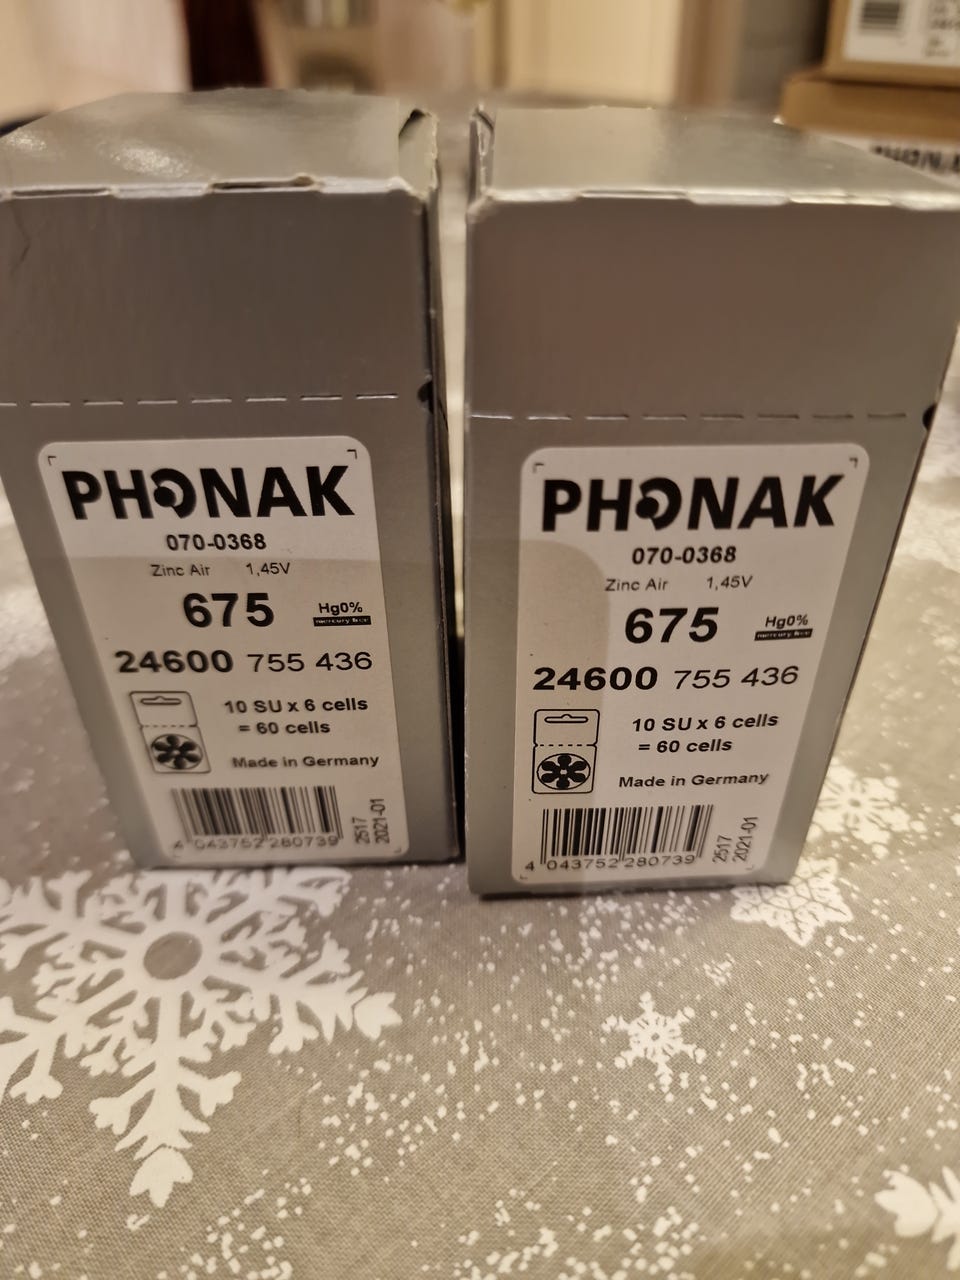 PHONAK
070-0368
Zinc Air 1,45V
675 Hg0%
mercury free
24600 755 436
10 SU x 6 cells
= 60 cells
Made in Germany
4 043752 280739
2517
2021-01
PHONAK
070-0368
Zinc Air 1,45V
675 Hg0%
mercury free
24600 755 436
10 SU x 6 cells
= 60 cells
Made in Germany
4 043752 280739
2517
2021-01